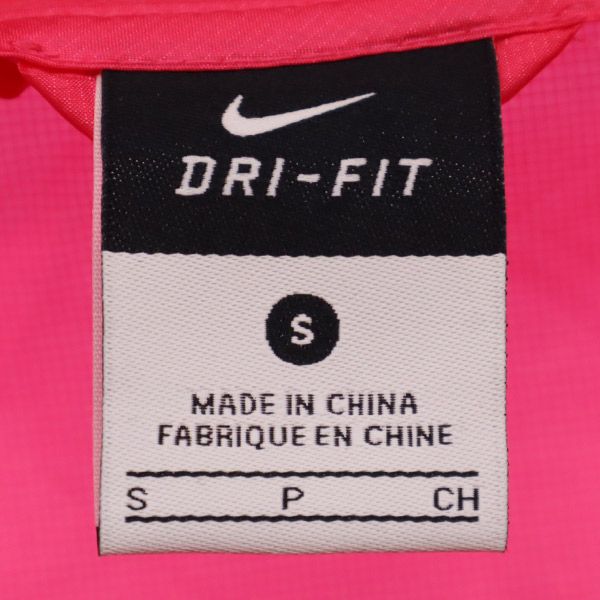 DRI-FIT
S
MADE IN CHINA
FABRIQUE EN CHINE
S P CH